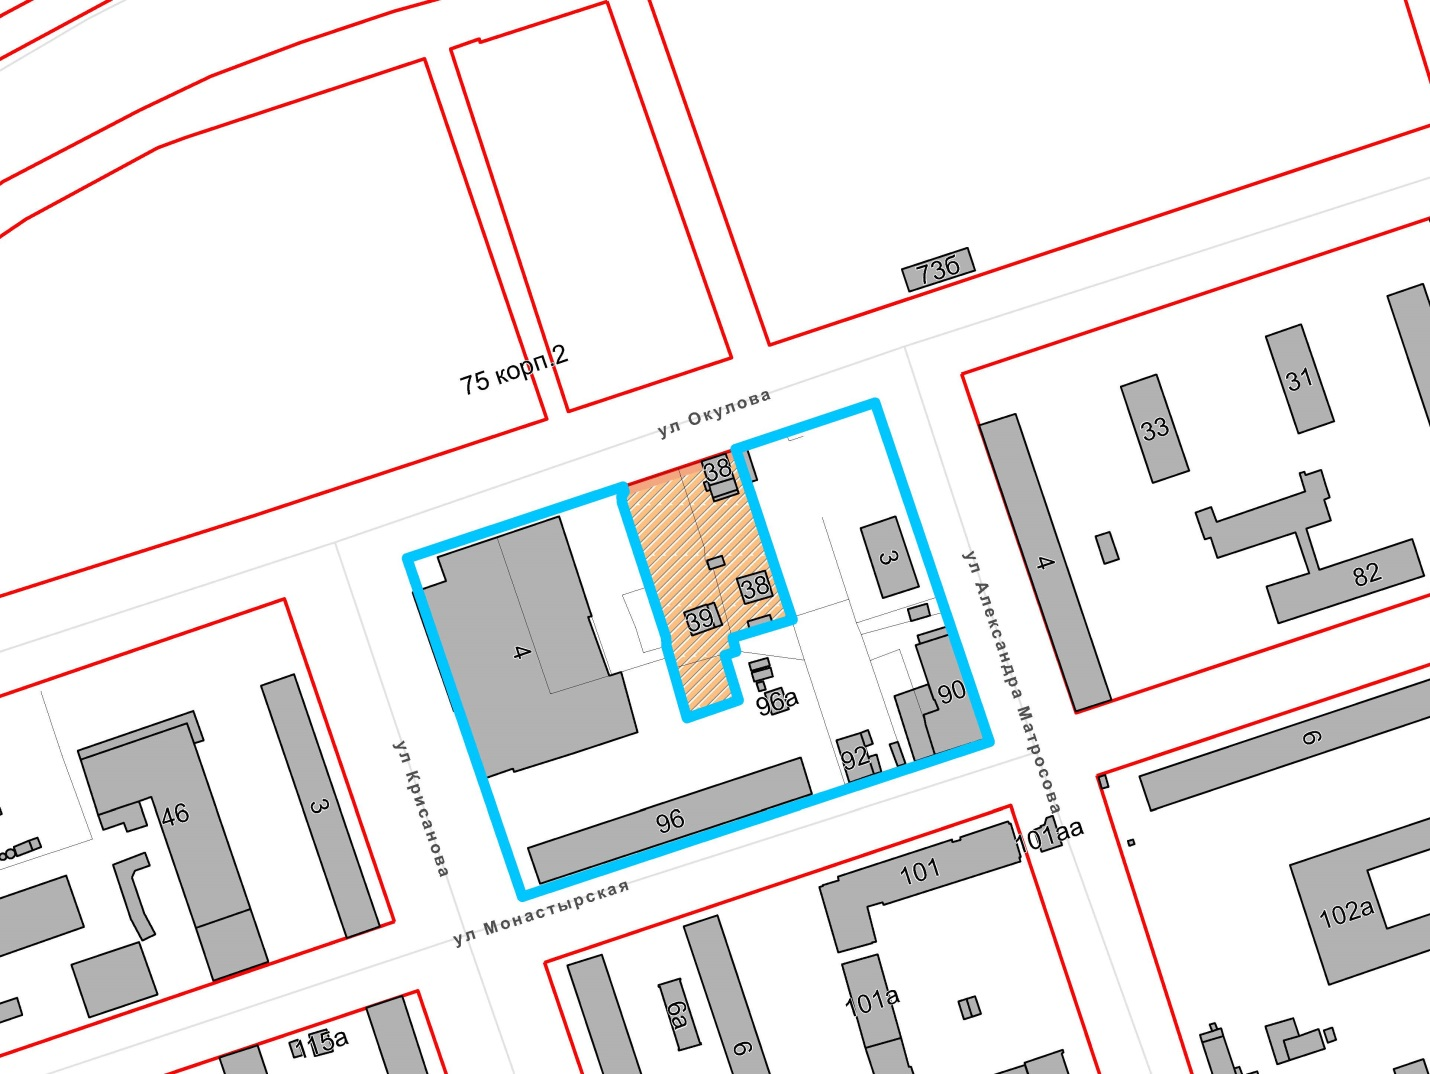 73б
75 корп.2
ул Окулова
31
33
38
3
4
82
38
39
4
ул Александра Матросова
90
96а
6
92
ул Крисанова
3
46
96
101аа
101
102а
ул Монастырская
101а
6а
6
115а